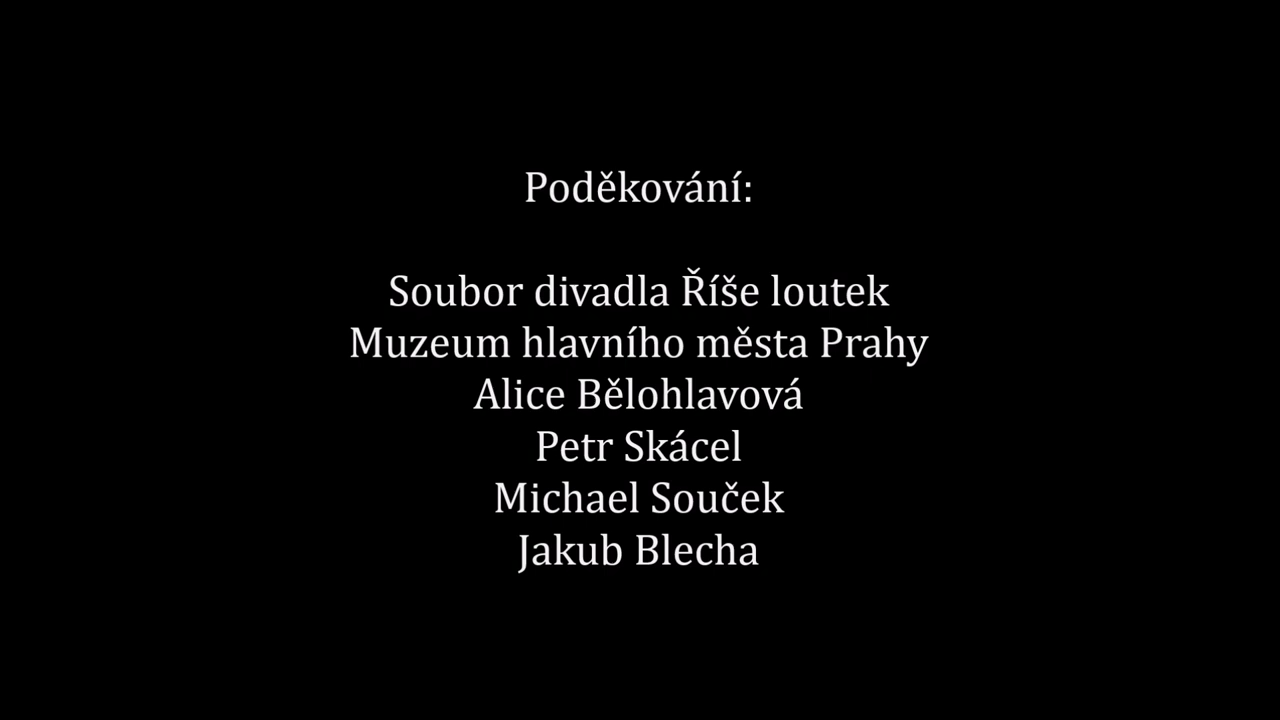 Poděkování:
Soubor divadla Říše loutek
Muzeum hlavního města Prahy
Alice Bělohlavová
Petr Skácel
Michael Souček
Jakub Blecha